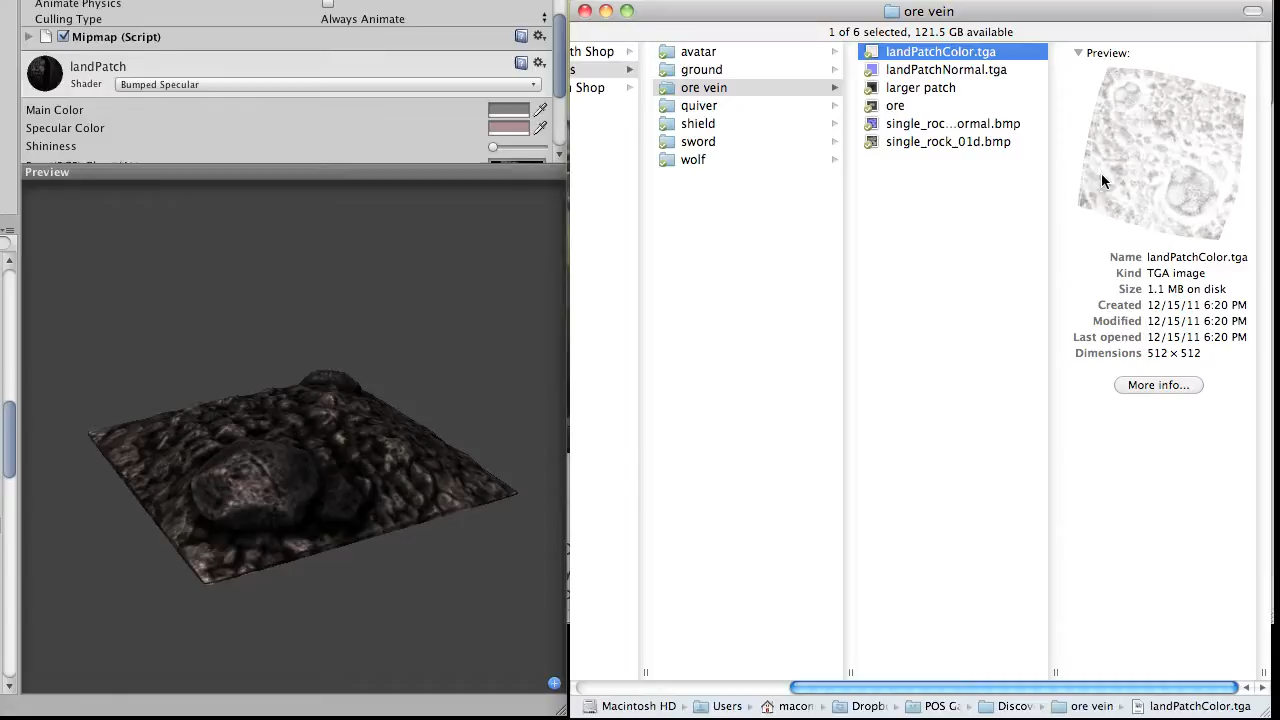 Animate Physics
Culling Type
Always Animate
Mipmap (Script)
landPatch
Shader
Bumped Specular
Main Color
Specular Color
Shininess
Preview
ore vein
1 of 6 selected, 121.5 GB available
th Shop
s
n Shop
avatar
ground
ore vein
quiver
shield
sword
wolf
landPatchColor.tga
landPatchNormal.tga
larger patch
ore
single_roc...ormal.bmp
single_rock_01d.bmp
Preview:
Name landPatchColor.tga
Kind TGA image
Size 1.1 MB on disk
Created 12/15/11 6:20 PM
Modified 12/15/11 6:20 PM
Last opened 12/15/11 6:20 PM
Dimensions 512 × 512
More info...
Macintosh HD
Users
Dropb
POS Ga
Discov
ore vein
landPatchColor.tga